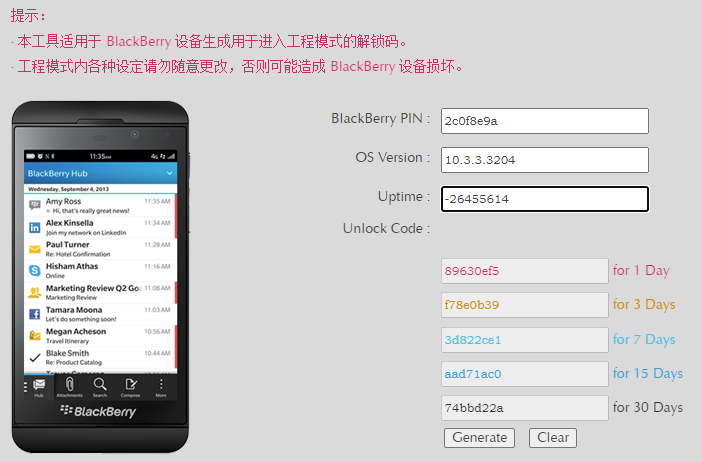 提示：
· 本工具适用于 BlackBerry 设备生成用于进入工程模式的解锁码。
· 工程模式内各种设定请勿随意更改，否则可能造成 BlackBerry 设备损坏。
BlackBerry PIN : 2c0f8e9a
OS Version : 10.3.3.3204
Uptime : -26455614
Unlock Code :
89630ef5 for 1 Day
f78e0b39 for 3 Days
3d822ce1 for 7 Days
aad71ac0 for 15 Days
74bbd22a for 30 Days
Generate Clear
11:35AM 4G
BlackBerry Hub
Wednesday, September 4, 2013
Amy Ross 11:35 AM
Hi, that's really great news!
Alex Kinsella 11:34 AM
Join my network on LinkedIn
Paul Turner 11:28 AM
Re: Hotel Confirmation
Hisham Athas 11:16 AM
Online
Marketing Review Q2 Go 11:08 AM
Marketing Review
Tamara Moona 11:03 AM
Let's do something soon!
Megan Acheson 10:56 AM
Travel Itinerary
Blake Smith 10:44 AM
Re: Product Catalog
Hub Attachments Search Compose More
BlackBerry